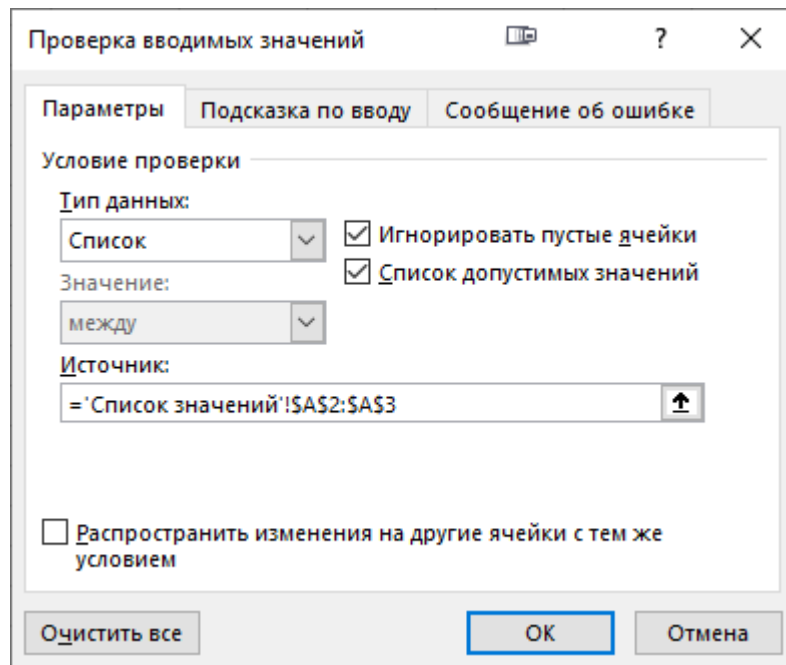 Проверка вводимых значений ?
Параметры Подсказка по вводу Сообщение об ошибке
Условие проверки
Тип данных:
Список
Игнорировать пустые ячейки
Список допустимых значений
Значение:
между
Источник:
='Список значений'!$A$2:$A$3
Распространить изменения на другие ячейки с тем же
условием
Очистить все ОК Отмена